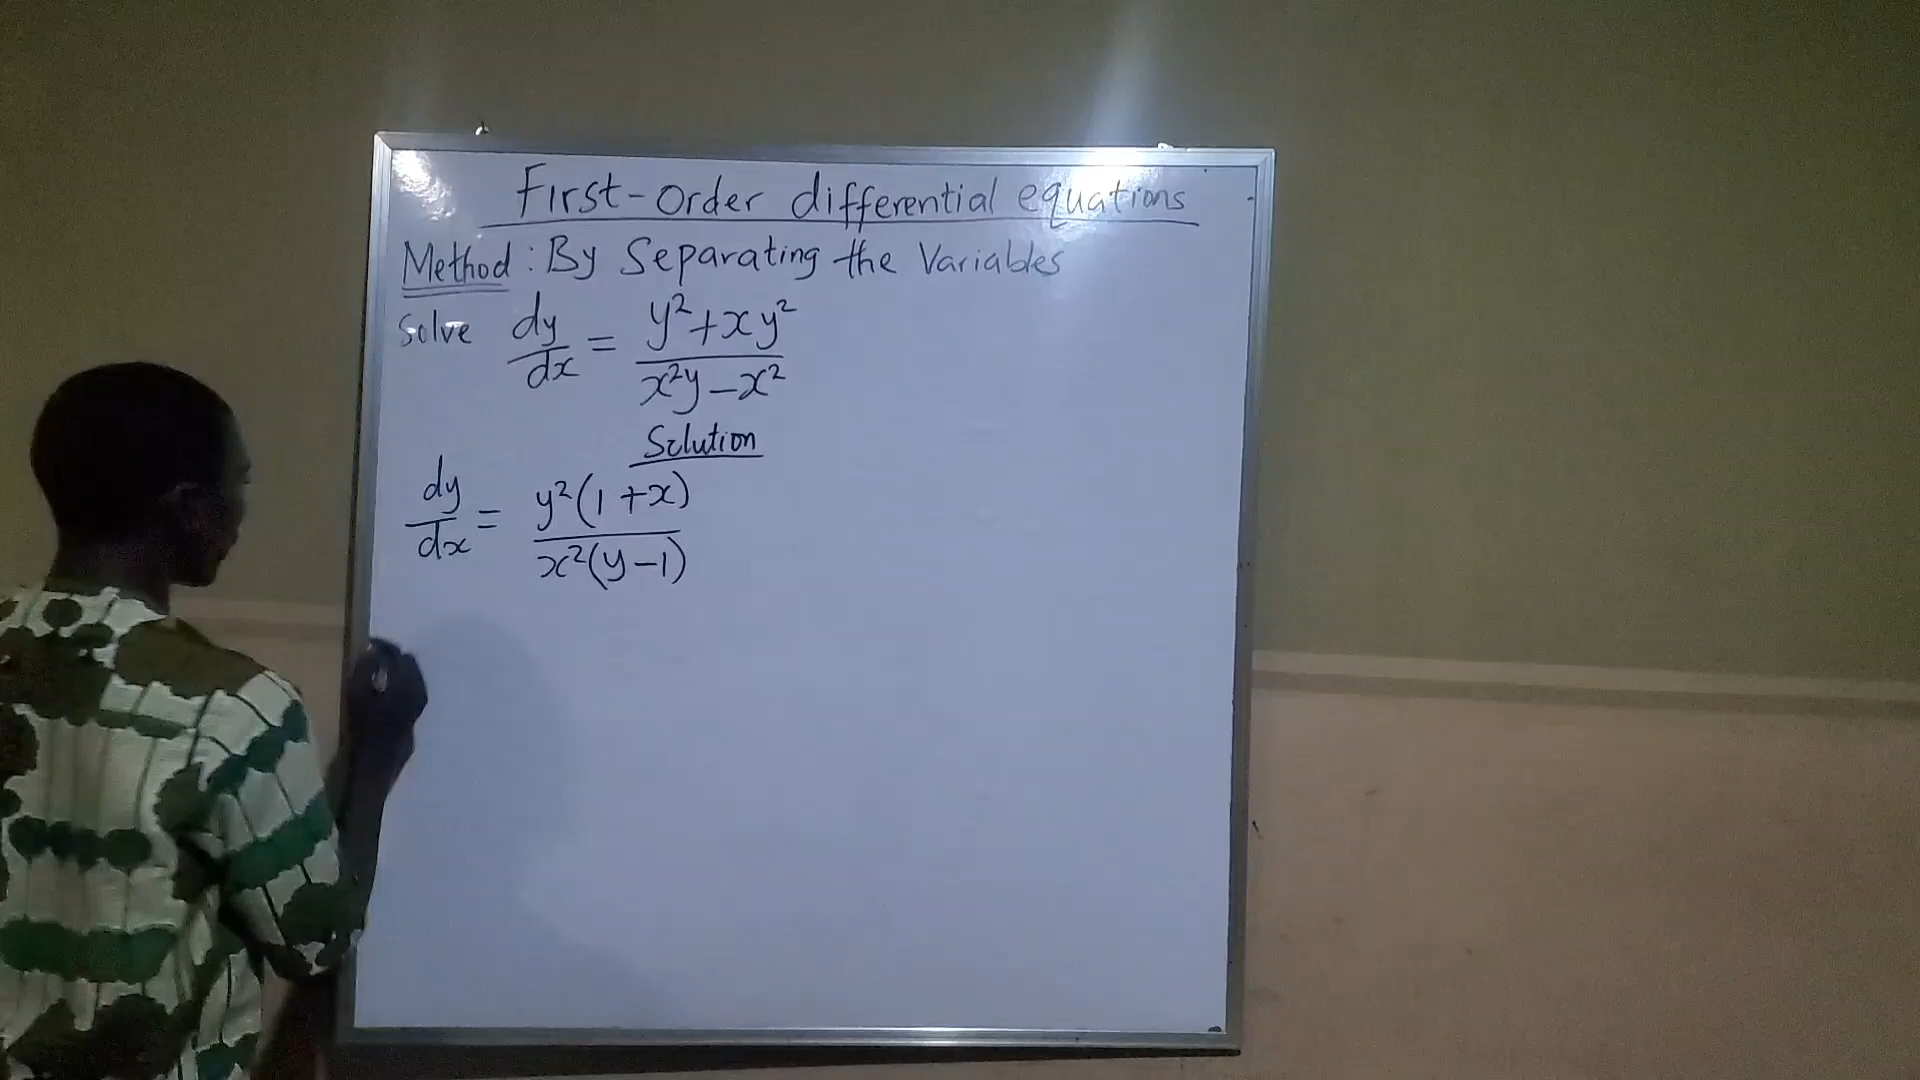 First-Order differential equations
Method: By Separating the Variables
Solve dy/dx = (y²+xy²)/(x²y-x²)
Solution
dy/dx = y²(1+x)/x²(y-1)